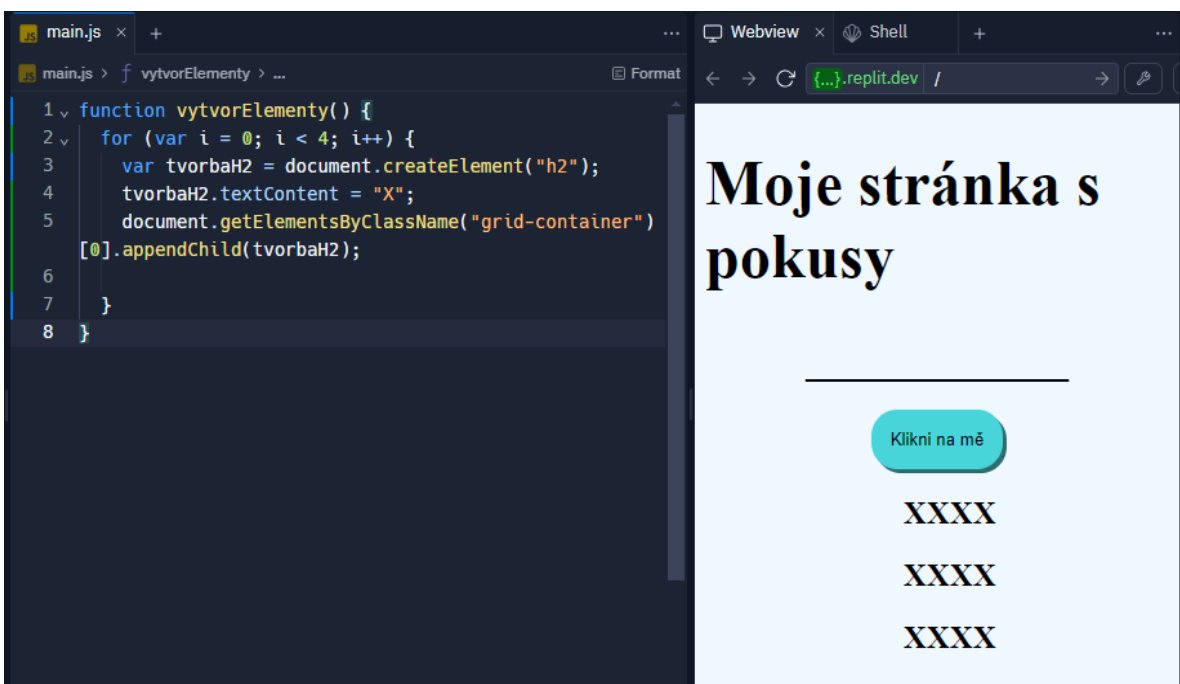 JS main.js × +
JS main.js > ƒ vytvorElementy > ...
Format
1 function vytvorElementy() {
2 for (var i = 0; i < 4; i++) {
3 var tvorbaH2 = document.createElement("h2");
4 tvorbaH2.textContent = "X";
5 document.getElementsByClassName("grid-container")
[0].appendChild(tvorbaH2);
6
7 }
8 }
Webview × Shell +
{...}.replit.dev /
Moje stránka s
pokusy
Klikni na mě
XXXX
XXXX
XXXX